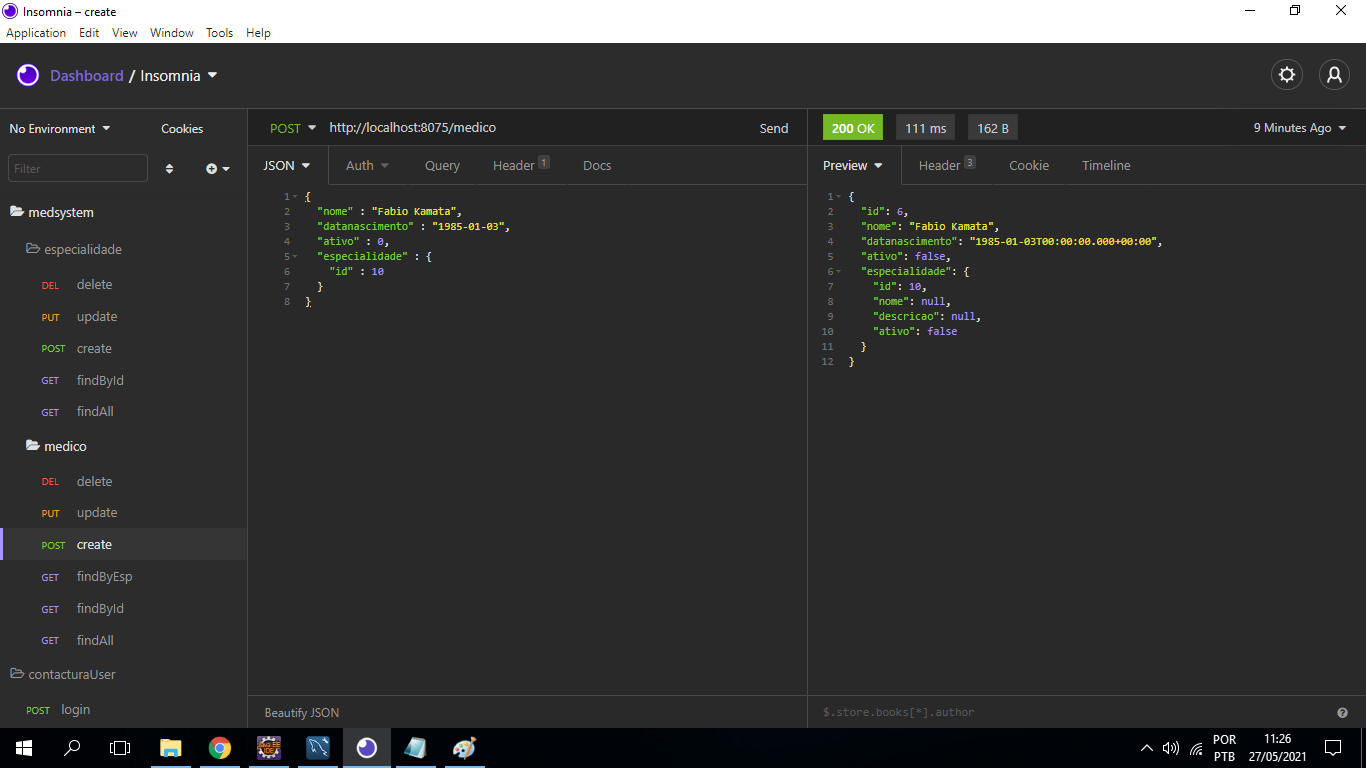 Insomnia – create
Application Edit View Window Tools Help
Dashboard / Insomnia
No Environment Cookies
POST http://localhost:8075/medico Send
200 OK 111 ms 162 B 9 Minutes Ago
Filter
JSON Auth Query Header 1 Docs
Preview Header 3 Cookie Timeline
medsystem
especialidade
DEL delete
PUT update
POST create
GET findById
GET findAll
medico
DEL delete
PUT update
POST create
GET findByEsp
GET findById
GET findAll
contacturaUser
POST login
1 {
2 "nome" : "Fabio Kamata",
3 "datanascimento" : "1985-01-03",
4 "ativo" : 0,
5 "especialidade" : {
6 "id" : 10
7 }
8 }
1 {
2 "id": 6,
3 "nome": "Fabio Kamata",
4 "datanascimento": "1985-01-03T00:00:00.000+00:00",
5 "ativo": false,
6 "especialidade": {
7 "id": 10,
8 "nome": null,
9 "descricao": null,
10 "ativo": false
11 }
12 }
Beautify JSON
$.store.books[*].author
POR
PTB
11:26
27/05/2021